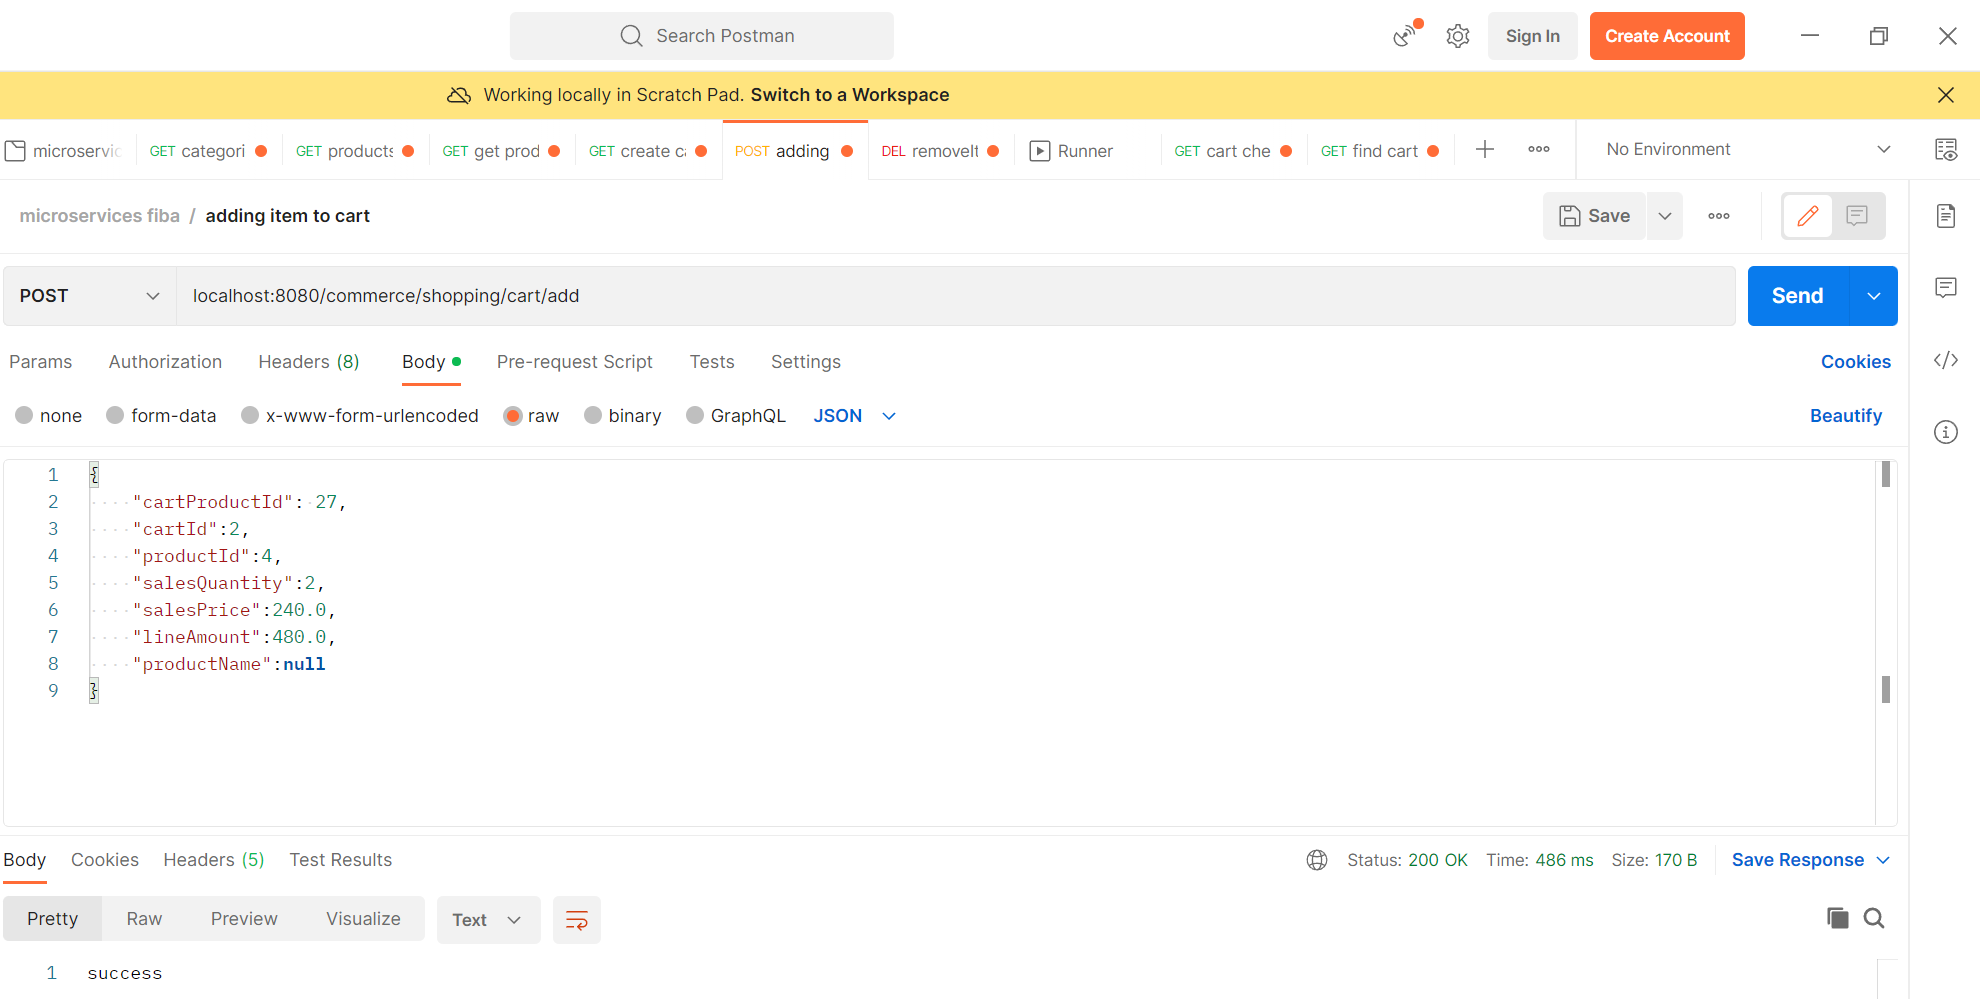 Search Postman
Sign In
Create Account
Working locally in Scratch Pad. Switch to a Workspace
microservic
GET categori
GET products
GET get prod
GET create ca
POST adding
DEL removeIt
Runner
GET cart che
GET find cart
No Environment
microservices fiba / adding item to cart
Save
POST
localhost:8080/commerce/shopping/cart/add
Send
Params Authorization Headers (8) Body Pre-request Script Tests Settings
Cookies
none form-data x-www-form-urlencoded raw binary GraphQL JSON
Beautify
1 {
2 "cartProductId": 27,
3 "cartId":2,
4 "productId":4,
5 "salesQuantity":2,
6 "salesPrice":240.0,
7 "lineAmount":480.0,
8 "productName":null
9 }
Body Cookies Headers (5) Test Results
Status: 200 OK Time: 486 ms Size: 170 B
Save Response
Pretty Raw Preview Visualize Text
1 success